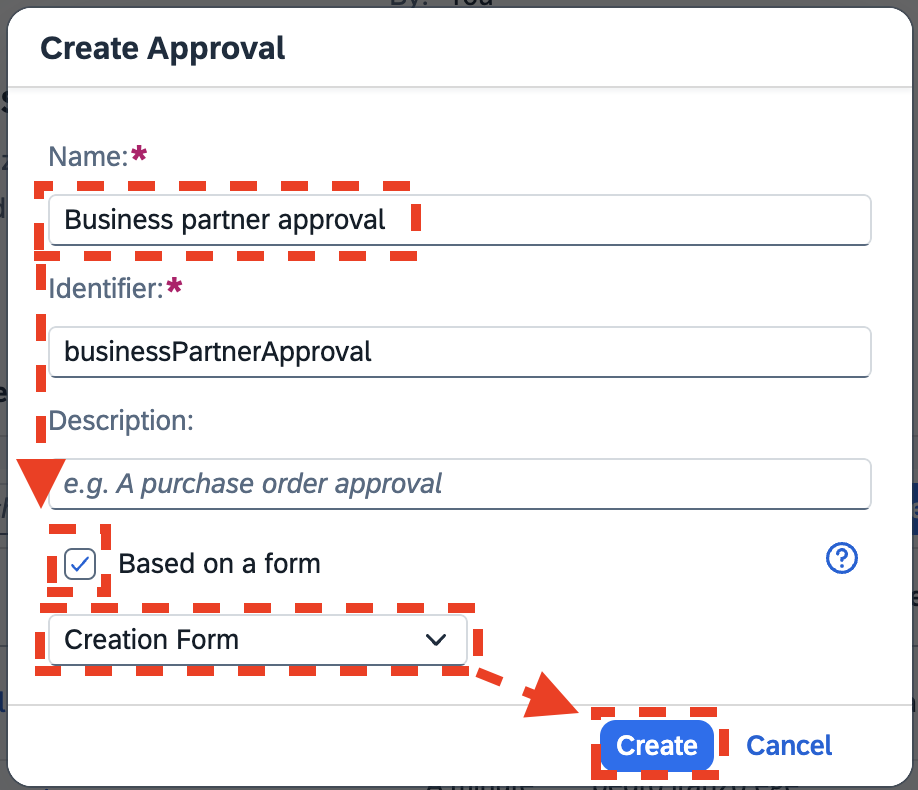 Create Approval
Name:*
Business partner approval
Identifier:*
businessPartnerApproval
Description:
e.g. A purchase order approval
Based on a form
Creation Form
Create
Cancel